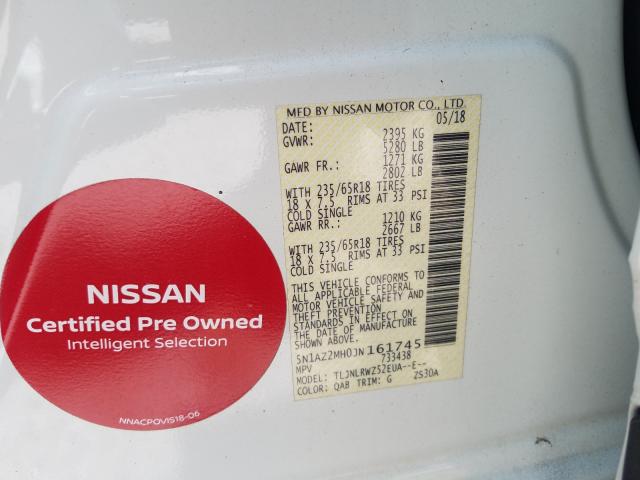 NISSAN
Certified Pre Owned
Intelligent Selection
NNACPOVIS18-06
MFD BY NISSAN MOTOR CO., LTD.
DATE: 05/18
GVWR: 2395 KG
5280 LB
GAWR FR.: 1271 KG
2802 LB
WITH 235/65R18 TIRES
18 X 7.5 RIMS AT 33 PSI
COLD SINGLE
GAWR RR.: 1210 KG
2667 LB
WITH 235/65R18 TIRES
18 X 7.5 RIMS AT 33 PSI
COLD SINGLE
THIS VEHICLE CONFORMS TO
ALL APPLICABLE FEDERAL
MOTOR VEHICLE SAFETY AND
THEFT PREVENTION
STANDARDS IN EFFECT ON
THE DATE OF MANUFACTURE
SHOWN ABOVE.
5N1AZ2MH0JN161745
MPV 733438
MODEL: TLJNLRWZ52EUA--E--
COLOR: QAB TRIM: G ZS30A